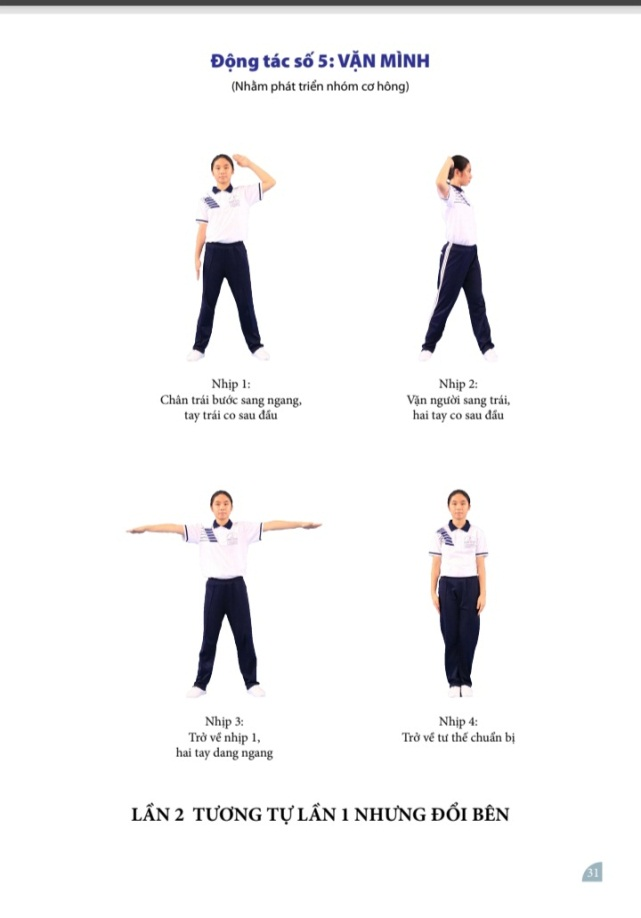 Động tác số 5: VẶN MÌNH
(Nhằm phát triển nhóm cơ hông)
Nhịp 1:
Chân trái bước sang ngang,
tay trái co sau đầu
Nhịp 2:
Vặn người sang trái,
hai tay co sau đầu
Nhịp 3:
Trở về nhịp 1,
hai tay dang ngang
Nhịp 4:
Trở về tư thế chuẩn bị
LẦN 2 TƯƠNG TỰ LẦN 1 NHƯNG ĐỔI BÊN
31